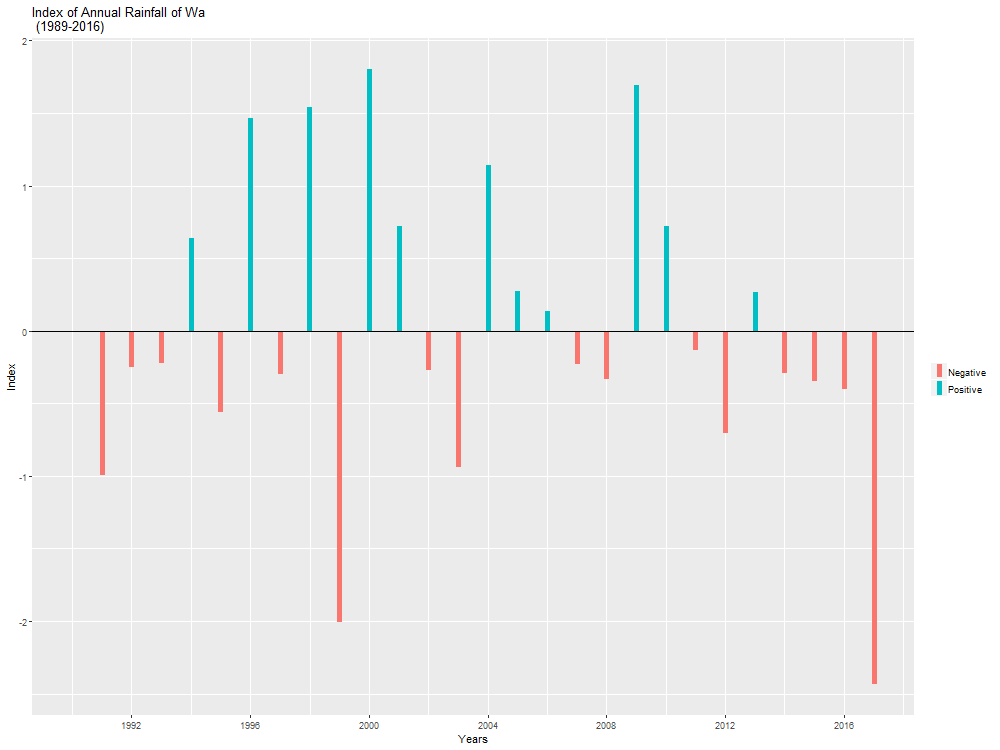 Index of Annual Rainfall of Wa
(1989-2016)
2
1
0
-1
-2
Index
1992
1996
2000
2004
2008
2012
2016
Years
Negative
Positive